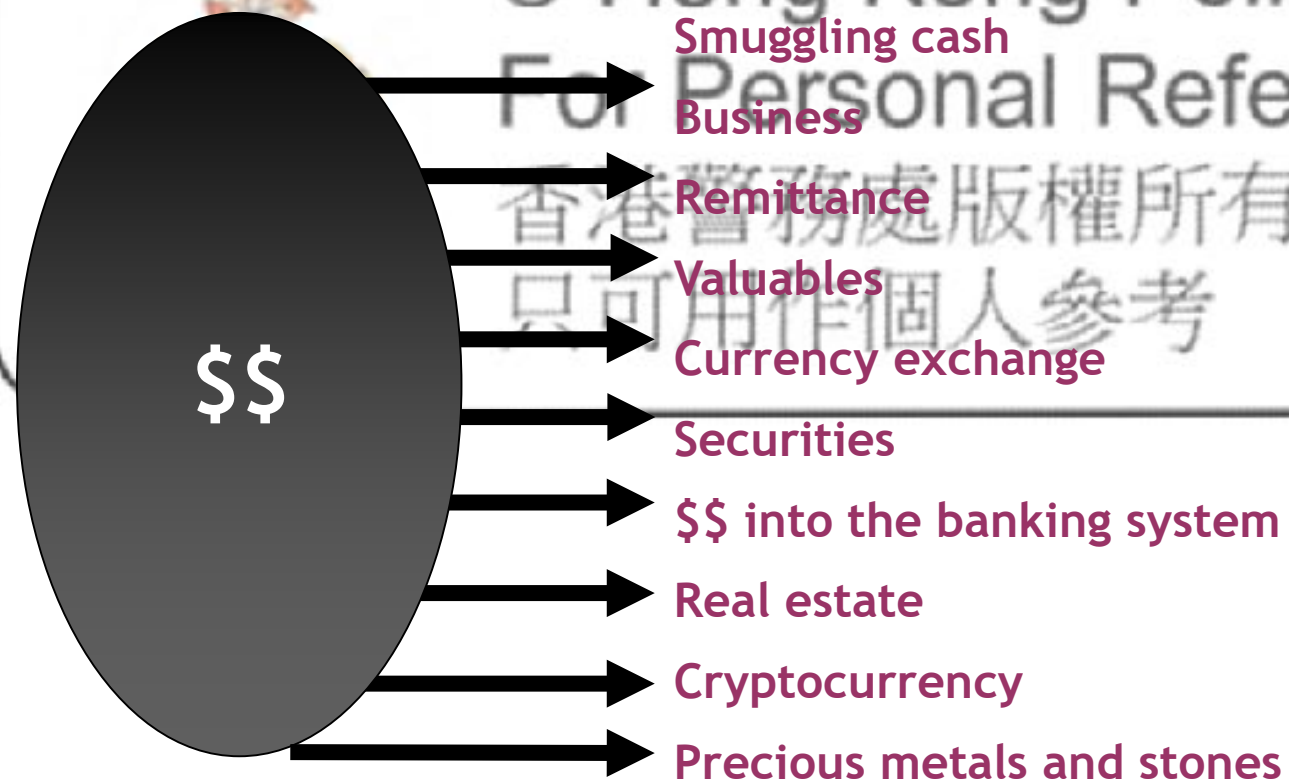 Smuggling cash
For Personal
Business
香港警務處版權所有
Remittance
只可用作個人參考
Valuables
Currency exchange
$$
Securities
$$ into the banking system
Real estate
Cryptocurrency
Precious metals and stones